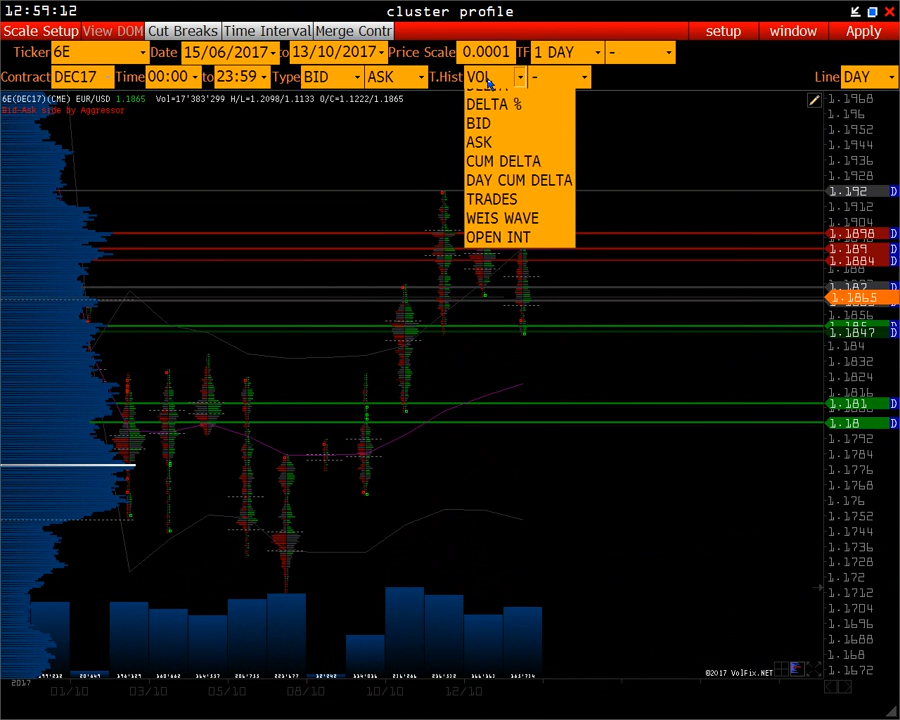 12:59:12 cluster profile
Scale Setup View DOM Cut Breaks Time Interval Merge Contr setup window Apply
Ticker 6E Date 15/06/2017 to 13/10/2017 Price Scale 0.0001 TF 1 DAY -
Contract DEC17 Time 00:00 to 23:59 Type BID ASK T.Hist VOL - Line DAY
6E(DEC17)(CME) EUR/USD 1.1865 Vol=17'383'299 H/L=1.2098/1.1133 O/C=1.1222/1.1865
Bid-Ask side by Aggressor
DELTA %
BID
ASK
CUM DELTA
DAY CUM DELTA
TRADES
WEIS WAVE
OPEN INT
1.1968
1.196
1.1952
1.1944
1.1936
1.1928
1.192 D
1.1912
1.1904
1.1898 D
1.189 D
1.1884 D
1.188
1.187 D
1.1865
1.1856
1.185 D
1.1847 D
1.184
1.1832
1.1824
1.1816
1.181 D
1.18 D
1.1792
1.1784
1.1776
1.1768
1.176
1.1752
1.1744
1.1736
1.1728
1.172
1.1712
1.1704
1.1696
1.1688
1.168
1.1672
©2017 VolFix.NET
2017 01/10 03/10 05/10 08/10 10/10 12/10